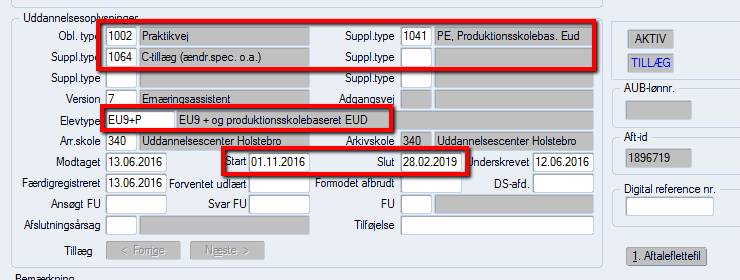 Uddannelsesoplysninger
Obl. type 1002 Praktikvej Suppl.type 1041 PE, Produktionsskolebas. Eud
Suppl.type 1064 C-tillæg (ændr.spec. o.a.) Suppl.type
Suppl.type Suppl.type
Version 7 Ernæringsassistent Adgangsvej
Elevtype EU9+P EU9 + og produktionsskolebaseret EUD
Arr.skole 340 Uddannelsescenter Holstebro Arkivskole 340 Uddannelsescenter Holstebro
Modtaget 13.06.2016 Start 01.11.2016 Slut 28.02.2019 Underskrevet 12.06.2016
Færdigregistreret 13.06.2016 Forventet udlært Formodet afbrudt DS-afd.
Ansøgt FU Svar FU FU
Afslutningsårsag Tilføjelse
Tillæg < Forrige Næste >
AKTIV
TILLÆG
AUB-lønnr.
Aft-id
1896719
Digital reference nr.
1. Aftaleflettefil
Bemærkning